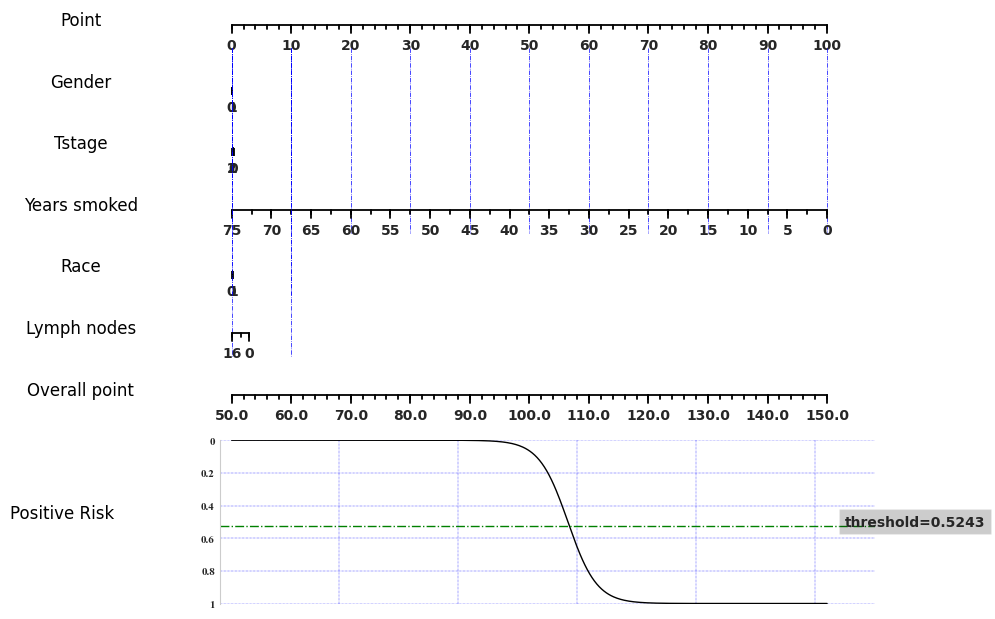 Point
0 10 20 30 40 50 60 70 80 90 100
Gender
Tstage
Years smoked
75 70 65 60 55 50 45 40 35 30 25 20 15 10 5 0
Race
Lymph nodes
16 0
Overall point
50.0 60.0 70.0 80.0 90.0 100.0 110.0 120.0 130.0 140.0 150.0
0
0.2
0.4
Positive Risk
threshold=0.5243
0.6
0.8
1